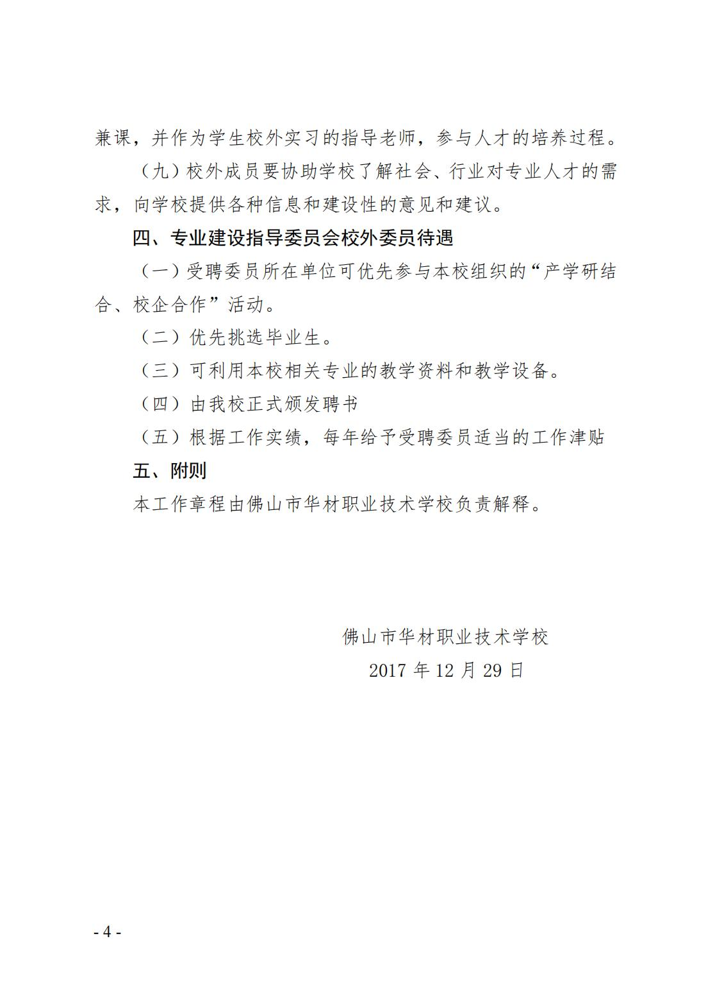 兼课，并作为学生校外实习的指导老师，参与人才的培养过程。
（九）校外成员要协助学校了解社会、行业对专业人才的需
求，向学校提供各种信息和建设性的意见和建议。
四、专业建设指导委员会校外委员待遇
（一）受聘委员所在单位可优先参与本校组织的“产学研结
合、校企合作”活动。
（二）优先挑选毕业生。
（三）可利用本校相关专业的教学资料和教学设备。
（四）由我校正式颁发聘书
（五）根据工作实绩，每年给予受聘委员适当的工作津贴
五、附则
本工作章程由佛山市华材职业技术学校负责解释。
佛山市华材职业技术学校
2017 年 12 月 29 日
- 4 -